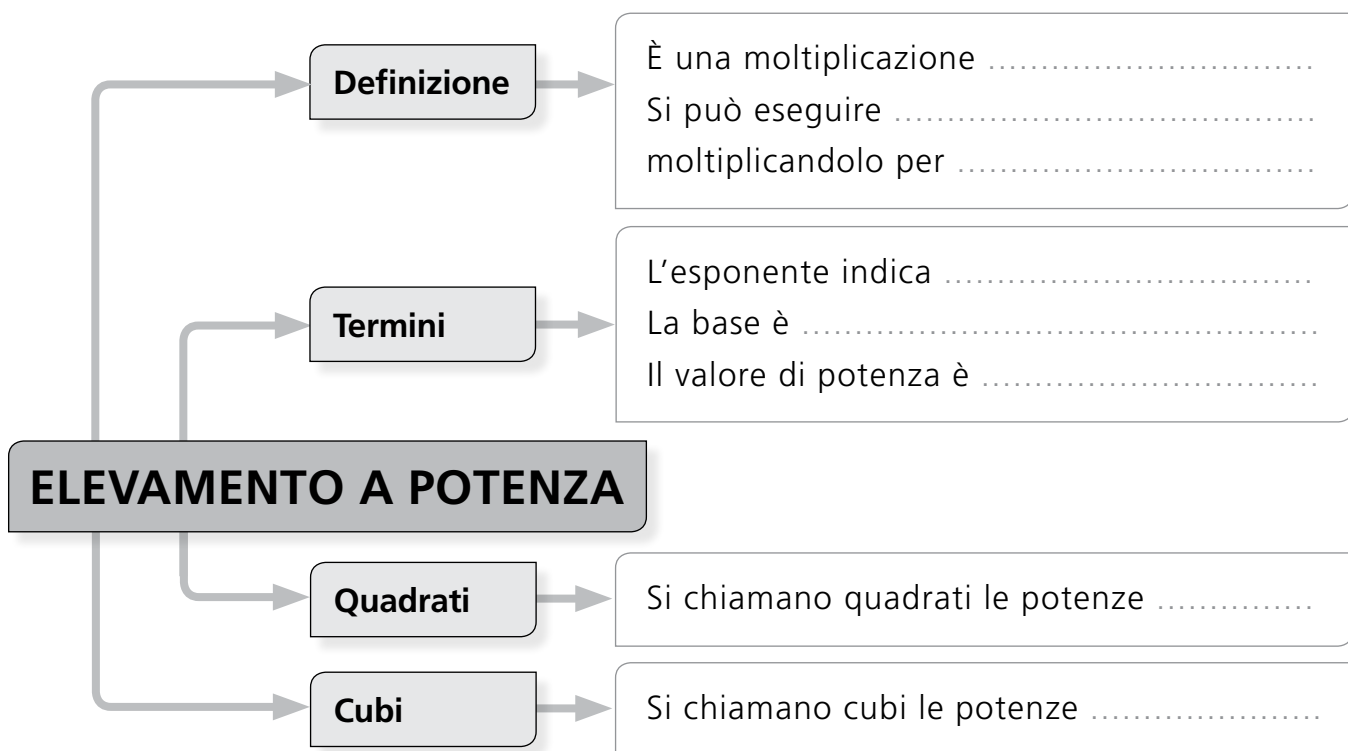 Definizione
È una moltiplicazione ..............................
Si può eseguire .......................................
moltiplicandolo per .................................
Termini
L'esponente indica ..................................
La base è ................................................
Il valore di potenza è ...............................
ELEVAMENTO A POTENZA
Quadrati
Si chiamano quadrati le potenze ...............
Cubi
Si chiamano cubi le potenze ......................